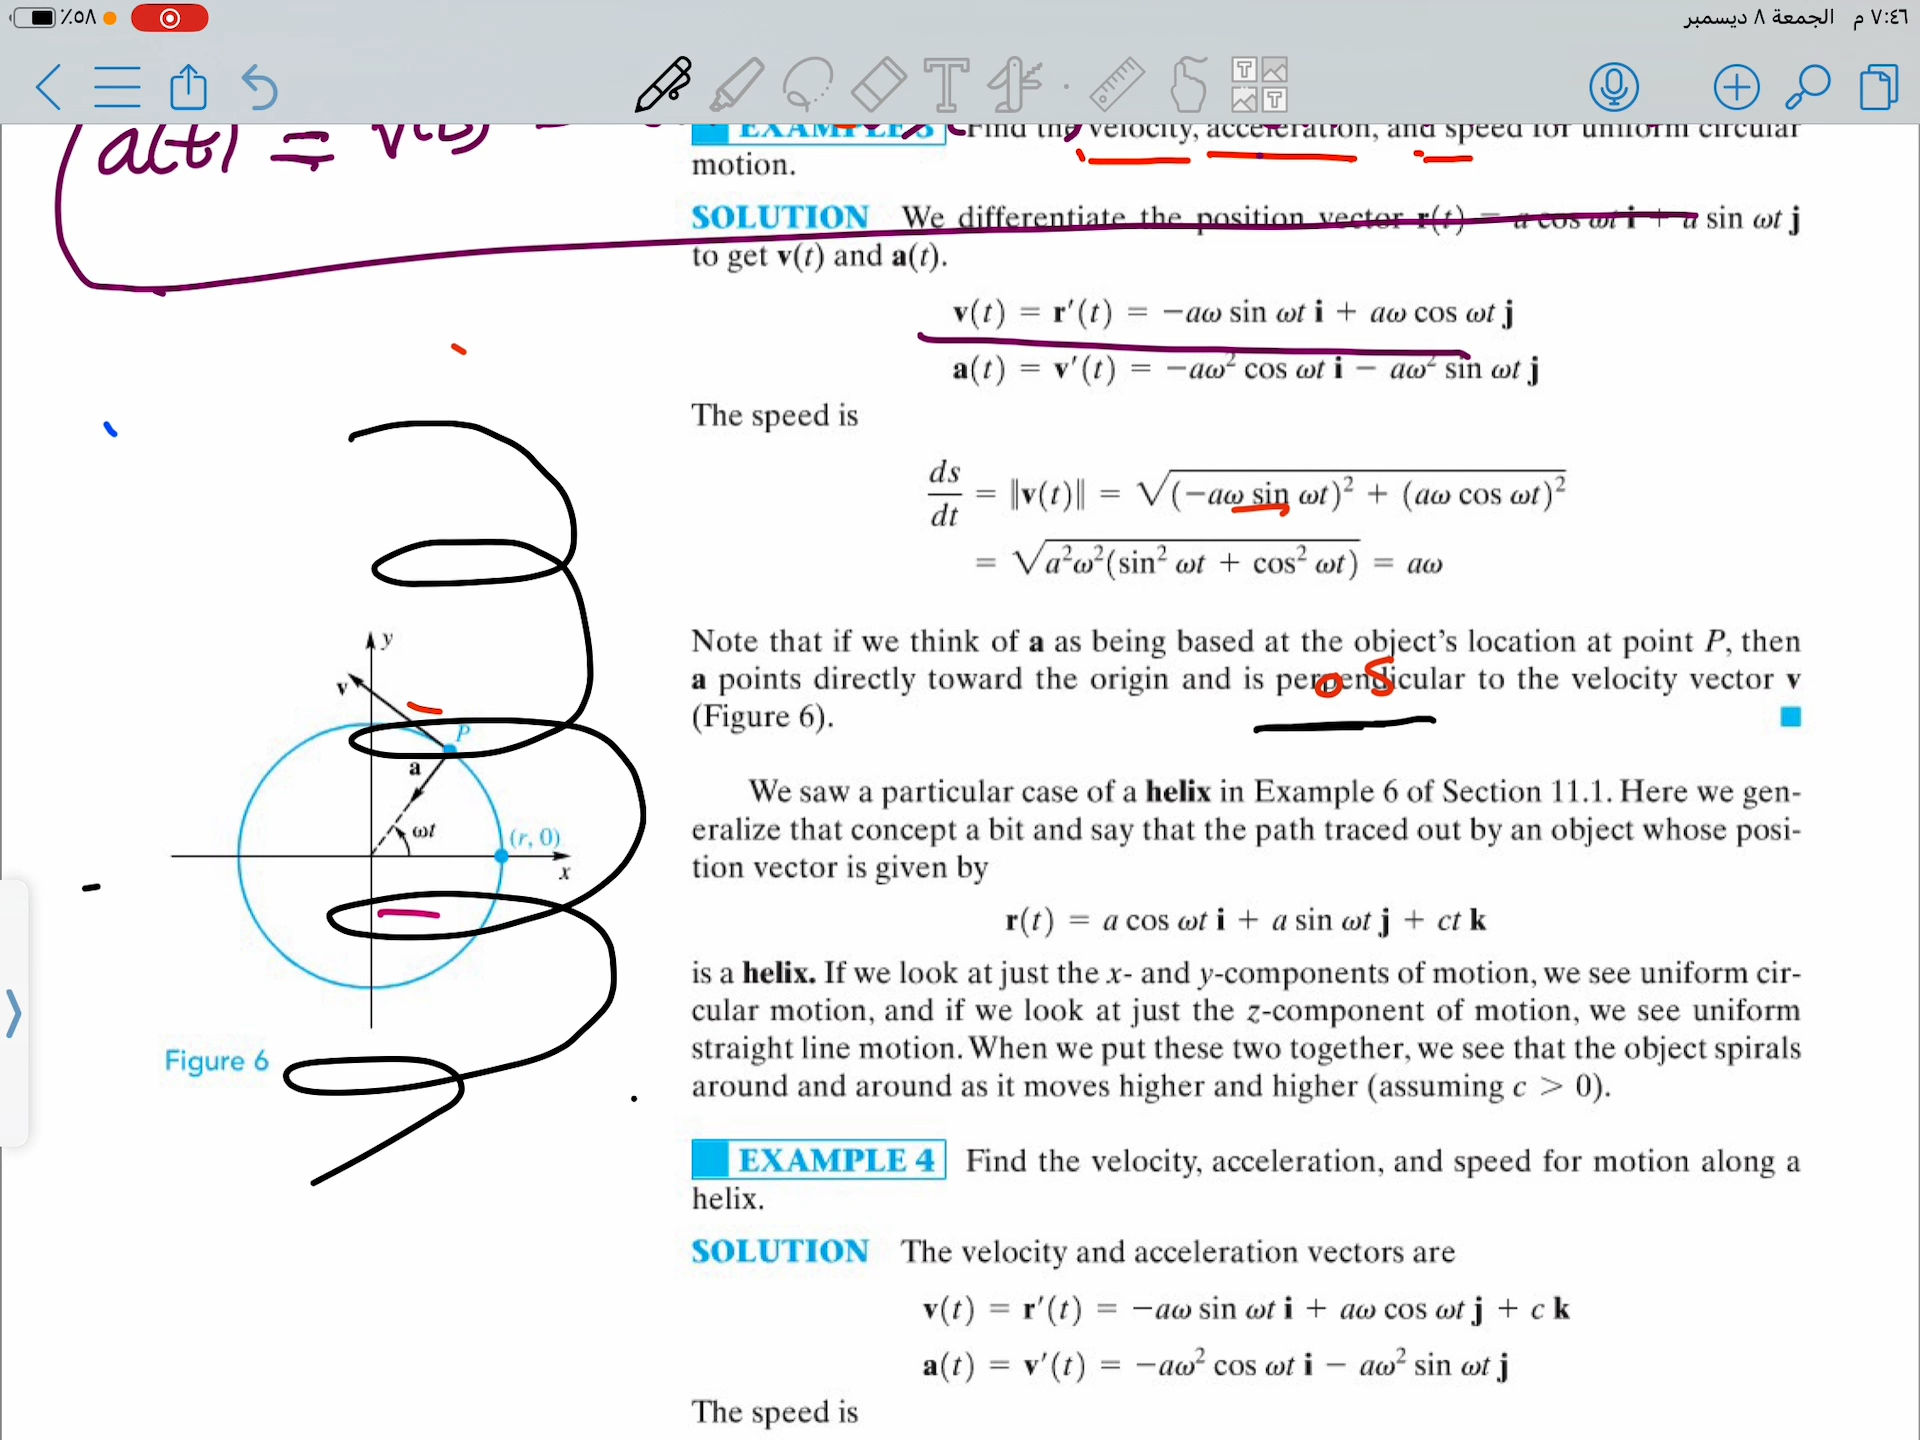 ٪٥٨
٧:٤٦ م الجمعة ٨ ديسمبر
a(t) = v'(t) =
EXAMPLE 3 Find the velocity, acceleration, and speed for uniform circular
motion.
SOLUTION We differentiate the position vector r(t) = a cos ωt i + a sin ωt j
to get v(t) and a(t).
v(t) = r′(t) = −aω sin ωt i + aω cos ωt j
a(t) = v′(t) = −aω² cos ωt i − aω² sin ωt j
The speed is
ds/dt = ‖v(t)‖ = √(−aω sin ωt)² + (aω cos ωt)²
= √a²ω²(sin² ωt + cos² ωt) = aω
Note that if we think of a as being based at the object's location at point P, then
a points directly toward the origin and is perpendicular to the velocity vector v
(Figure 6).
o S
y
v
P
a
ωt
(r, 0)
x
Figure 6
We saw a particular case of a helix in Example 6 of Section 11.1. Here we gen-
eralize that concept a bit and say that the path traced out by an object whose posi-
tion vector is given by
r(t) = a cos ωt i + a sin ωt j + ct k
is a helix. If we look at just the x- and y-components of motion, we see uniform cir-
cular motion, and if we look at just the z-component of motion, we see uniform
straight line motion. When we put these two together, we see that the object spirals
around and around as it moves higher and higher (assuming c > 0).
EXAMPLE 4 Find the velocity, acceleration, and speed for motion along a
helix.
SOLUTION The velocity and acceleration vectors are
v(t) = r′(t) = −aω sin ωt i + aω cos ωt j + c k
a(t) = v′(t) = −aω² cos ωt i − aω² sin ωt j
The speed is